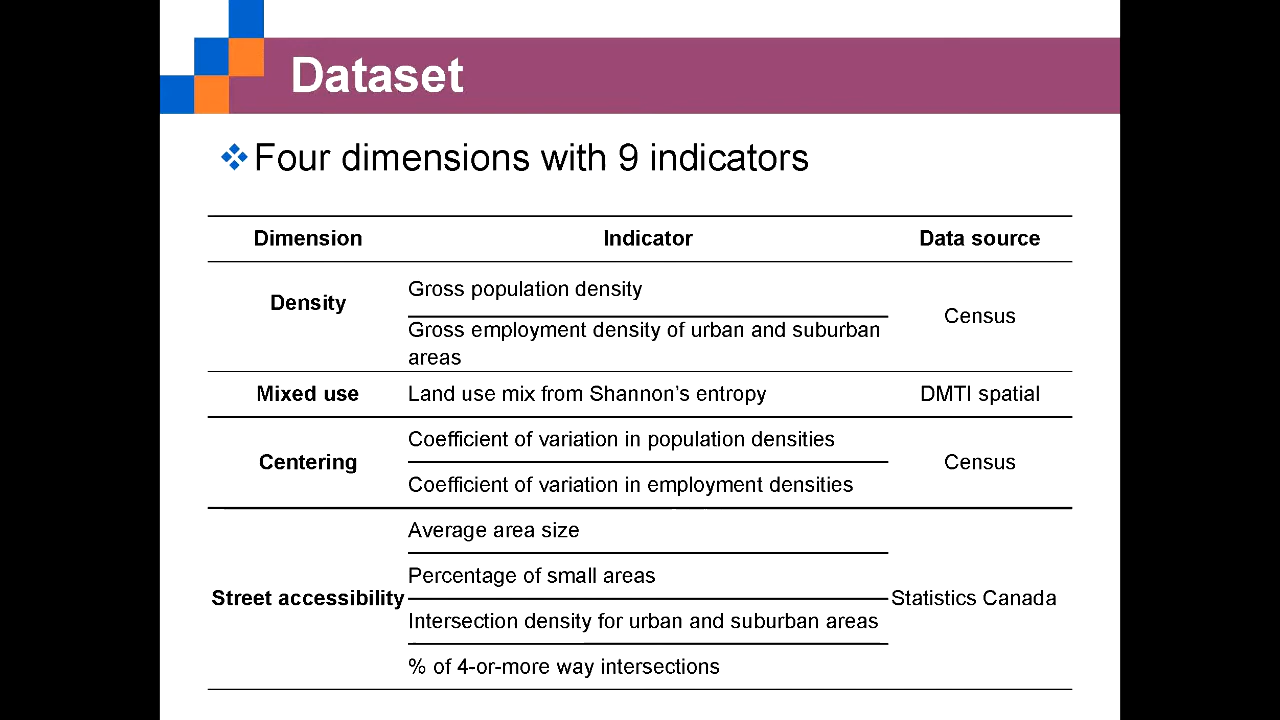 Dataset
Four dimensions with 9 indicators
Dimension Indicator Data source
Density
Gross population density
Gross employment density of urban and suburban
areas
Census
Mixed use Land use mix from Shannon’s entropy DMTI spatial
Centering
Coefficient of variation in population densities
Coefficient of variation in employment densities
Census
Street accessibility
Average area size
Percentage of small areas
Intersection density for urban and suburban areas
% of 4-or-more way intersections
Statistics Canada